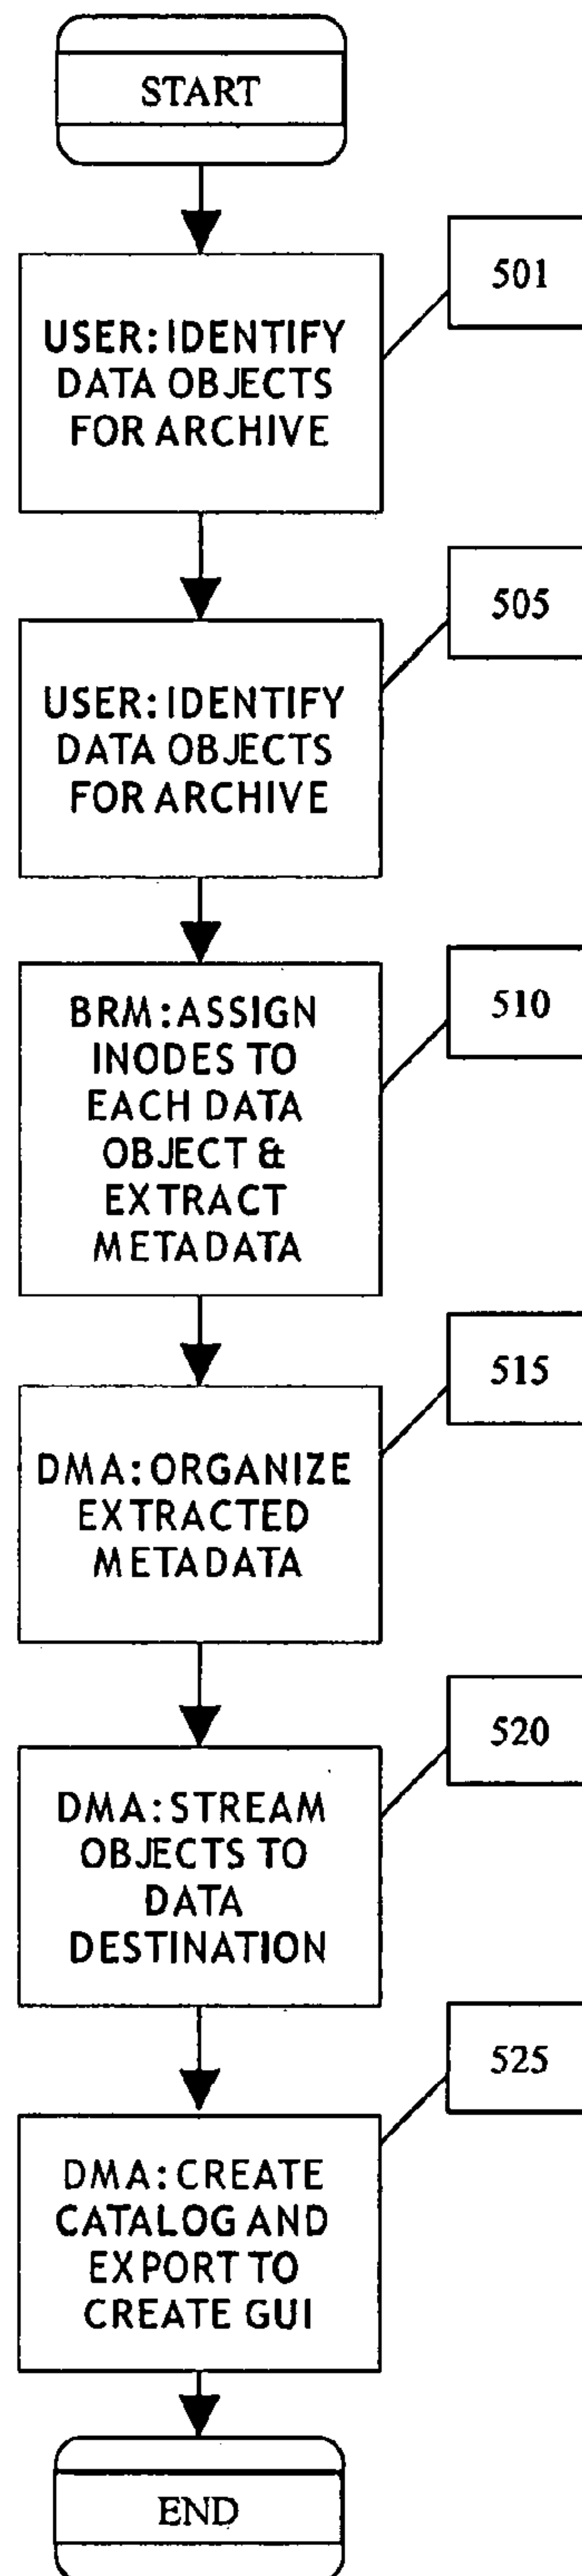 START
501
USER: IDENTIFY
DATA OBJECTS
FOR ARCHIVE
505
USER: IDENTIFY
DATA OBJECTS
FOR ARCHIVE
510
BRM: ASSIGN
INODES TO
EACH DATA
OBJECT &
EXTRACT
METADATA
515
DMA: ORGANIZE
EXTRACTED
METADATA
520
DMA: STREAM
OBJECTS TO
DATA
DESTINATION
525
DMA: CREATE
CATALOG AND
EXPORT TO
CREATE GUI
END